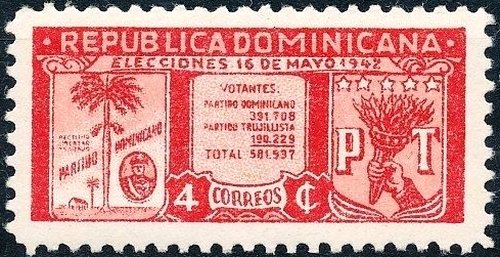 · REPUBLICA DOMINICANA ·
ELECCIONES 16 DE MAYO 1942
VOTANTES:
PARTIDO DOMINICANO
391.708
PARTIDO TRUJILLISTA
190.229
TOTAL 581.937
PARTIDO
DOMINICANO
P T
4 CORREOS ¢